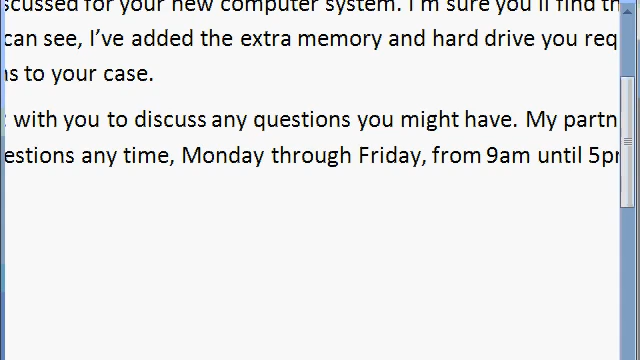 scussed for your new computer system. I'm sure you'll find th
can see, I've added the extra memory and hard drive you req
ns to your case.
with you to discuss any questions you might have. My partn
estions any time, Monday through Friday, from 9am until 5pm